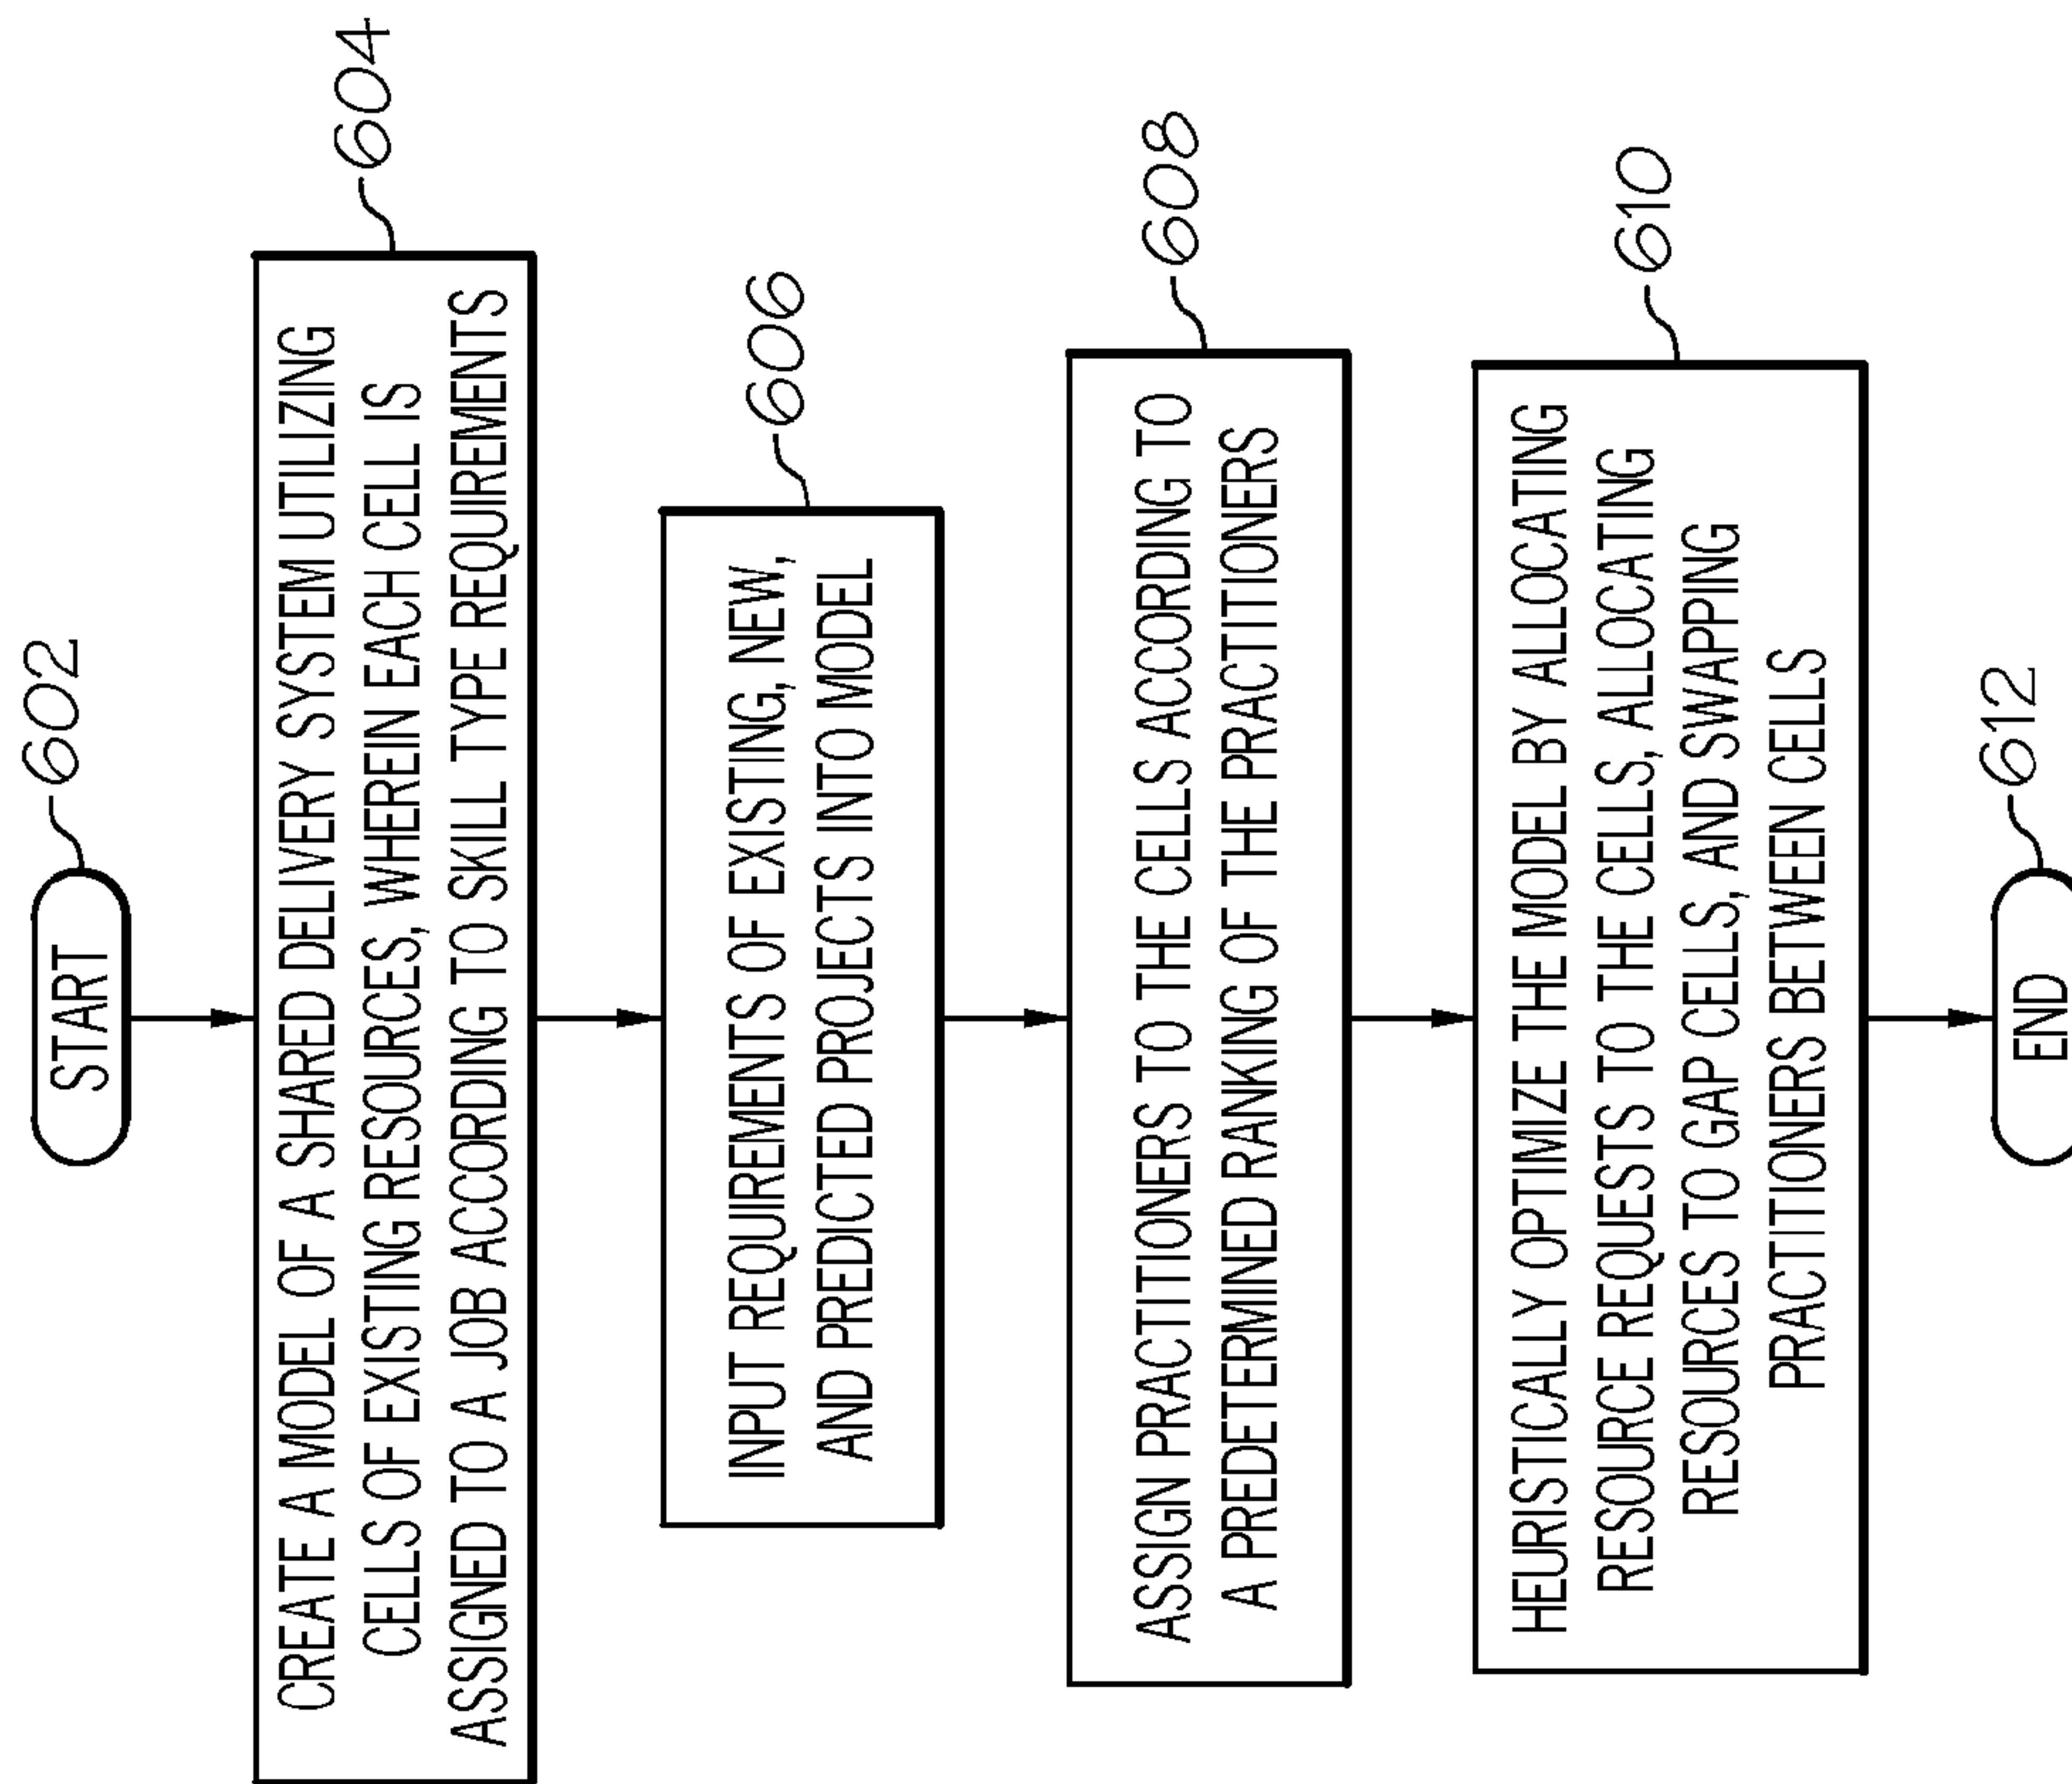 START
602
CREATE A MODEL OF A SHARED DELIVERY SYSTEM UTILIZING
CELLS OF EXISTING RESOURCES, WHEREIN EACH CELL IS
ASSIGNED TO A JOB ACCORDING TO SKILL TYPE REQUIREMENTS
604
INPUT REQUIREMENTS OF EXISTING, NEW,
AND PREDICTED PROJECTS INTO MODEL
606
ASSIGN PRACTITIONERS TO THE CELLS ACCORDING TO
A PREDETERMINED RANKING OF THE PRACTITIONERS
608
HEURISTICALLY OPTIMIZE THE MODEL BY ALLOCATING
RESOURCE REQUESTS TO THE CELLS, ALLOCATING
RESOURCES TO GAP CELLS, AND SWAPPING
PRACTITIONERS BETWEEN CELLS
610
END
612